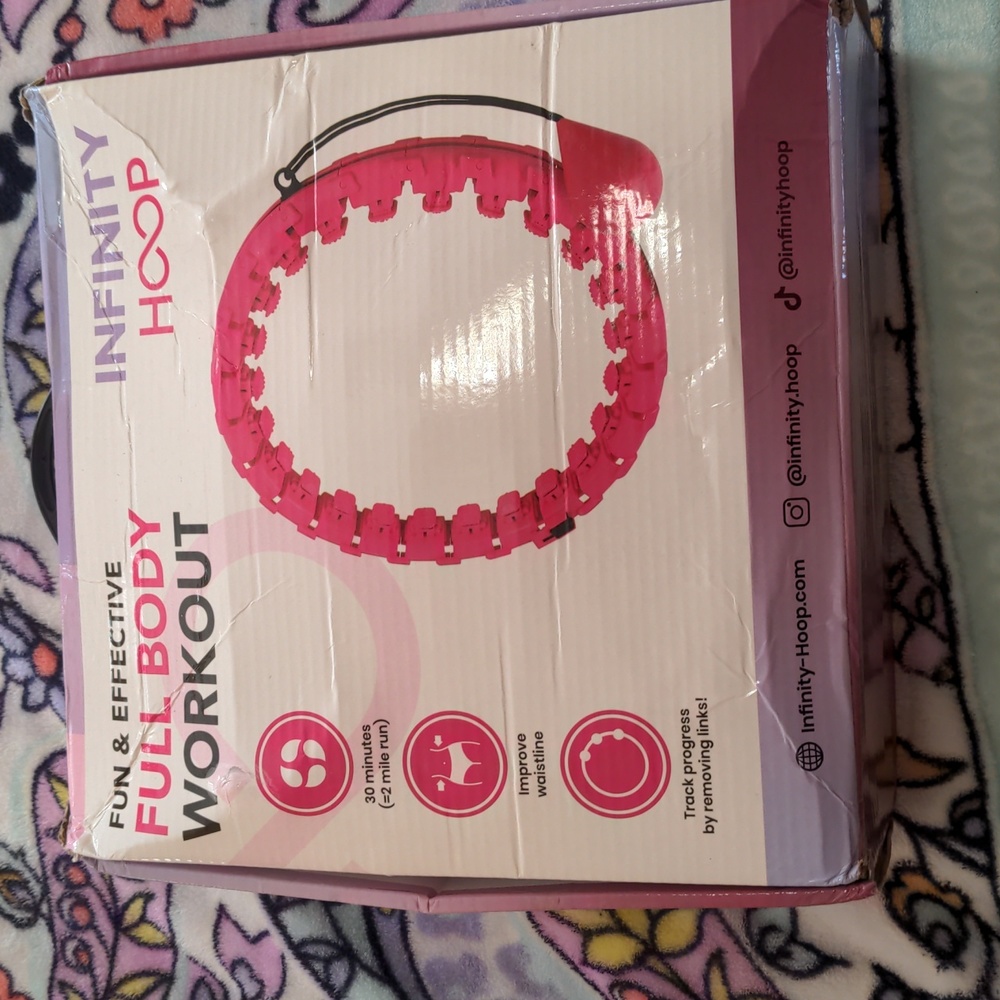 FUN & EFFECTIVE
FULL BODY
WORKOUT
INFINITY
HOOP
30 minutes
(=2 mile run)
Improve
waistline
Track progress
by removing links!
Infinity-Hoop.com
@infinity.hoop
@infinityhoop